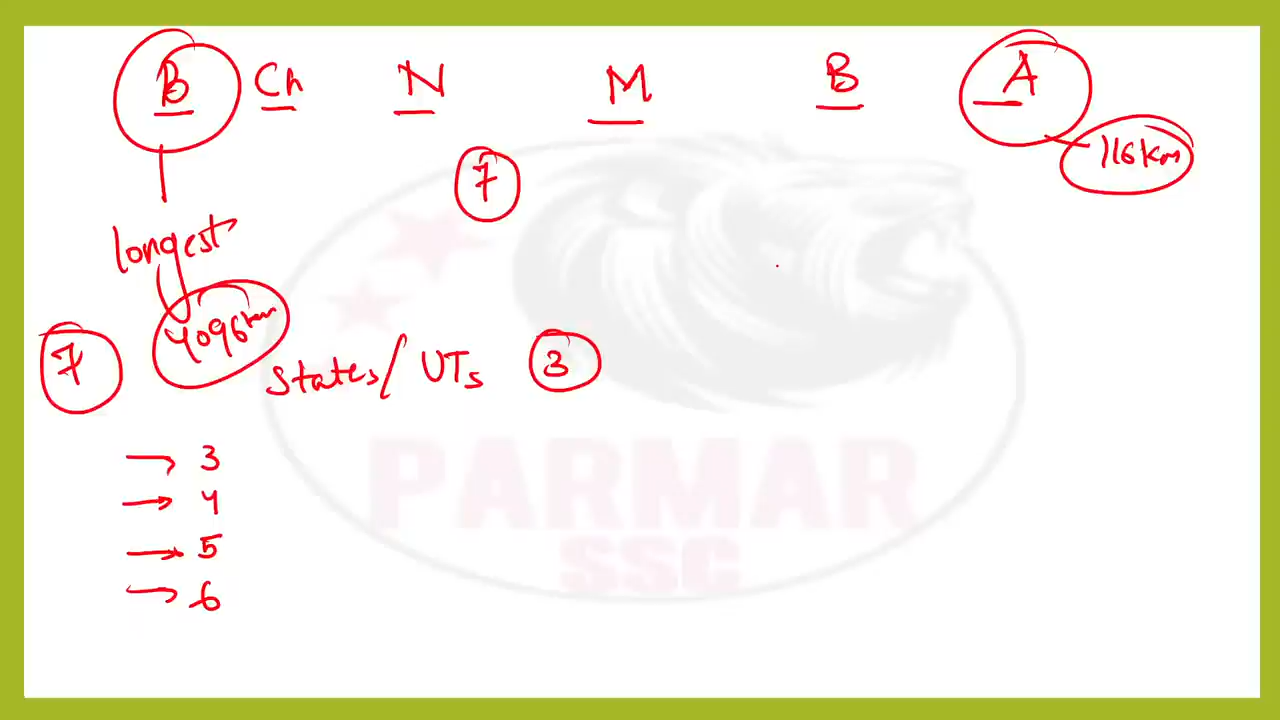 B Ch N M B A
116km
7
longest
4096km
7 States/UTs 3
→ 3
→ 4
→ 5
→ 6
PARMAR
SSC